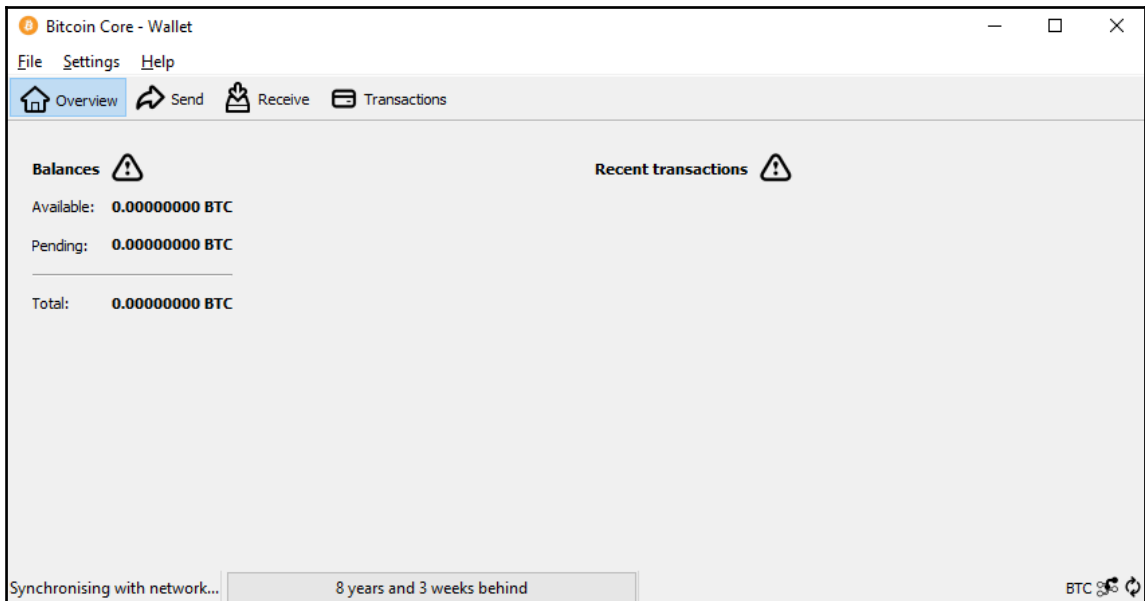 Bitcoin Core - Wallet
File Settings Help
Overview Send Receive Transactions
Balances Recent transactions
Available: 0.00000000 BTC
Pending: 0.00000000 BTC
Total: 0.00000000 BTC
Synchronising with network... 8 years and 3 weeks behind BTC